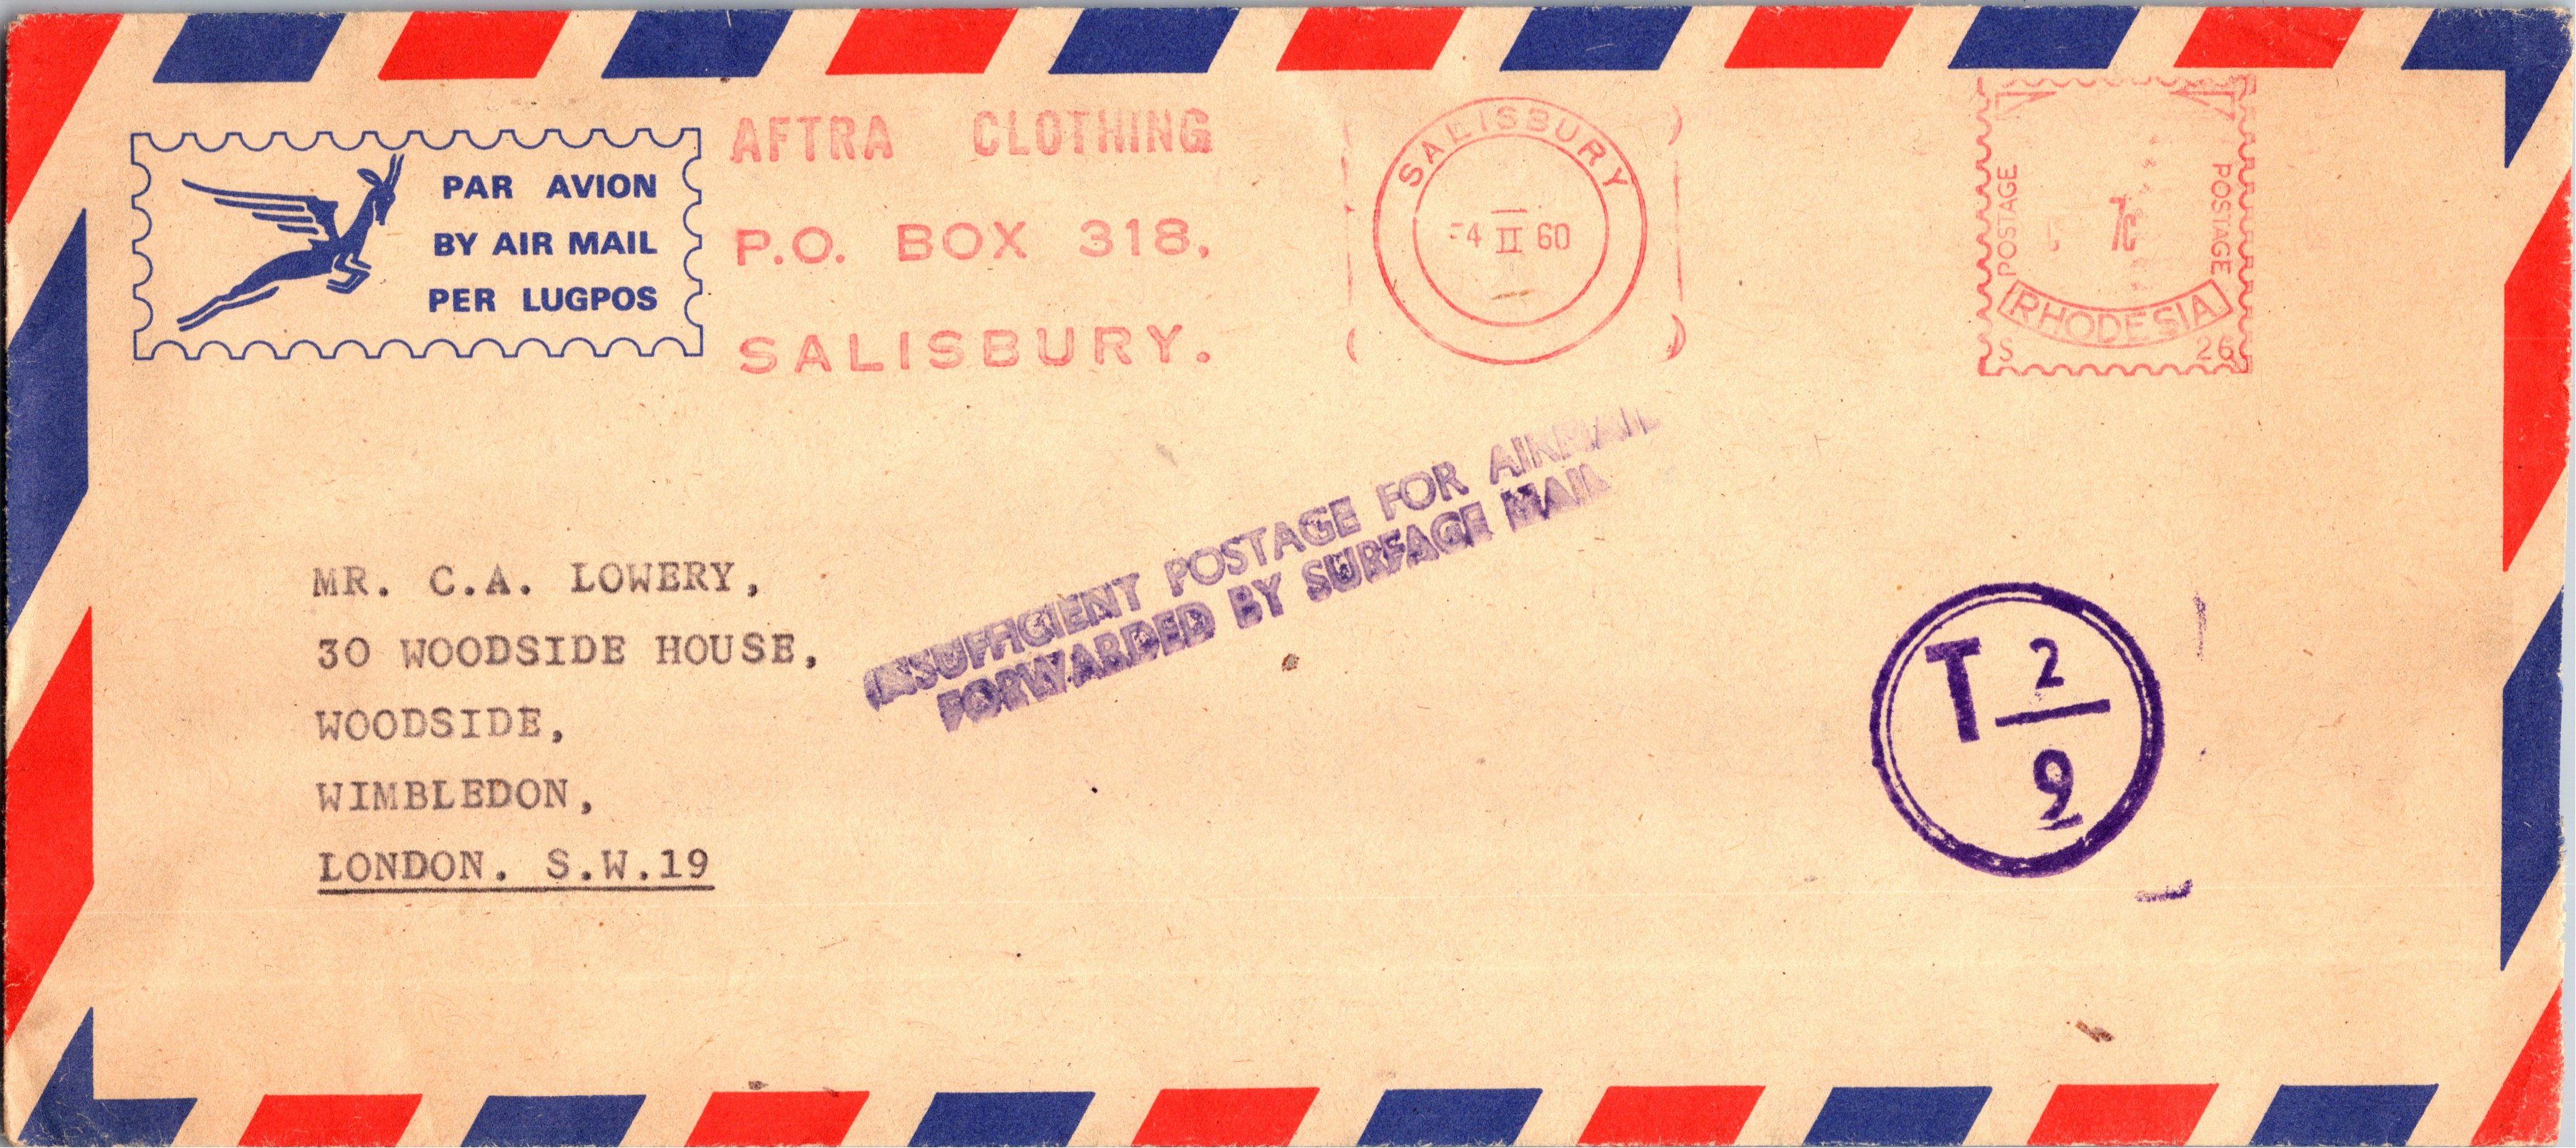 PAR AVION
BY AIR MAIL
PER LUGPOS
AFTRA CLOTHING
P.O. BOX 318,
SALISBURY.
SALISBURY
4 II 60
POSTAGE
7c
POSTAGE
RHODESIA
S 26
INSUFFICIENT POSTAGE FOR AIRMAIL
FORWARDED BY SURFACE MAIL
MR. C.A. LOWERY,
30 WOODSIDE HOUSE,
WOODSIDE,
WIMBLEDON,
LONDON. S.W.19
T 2
9